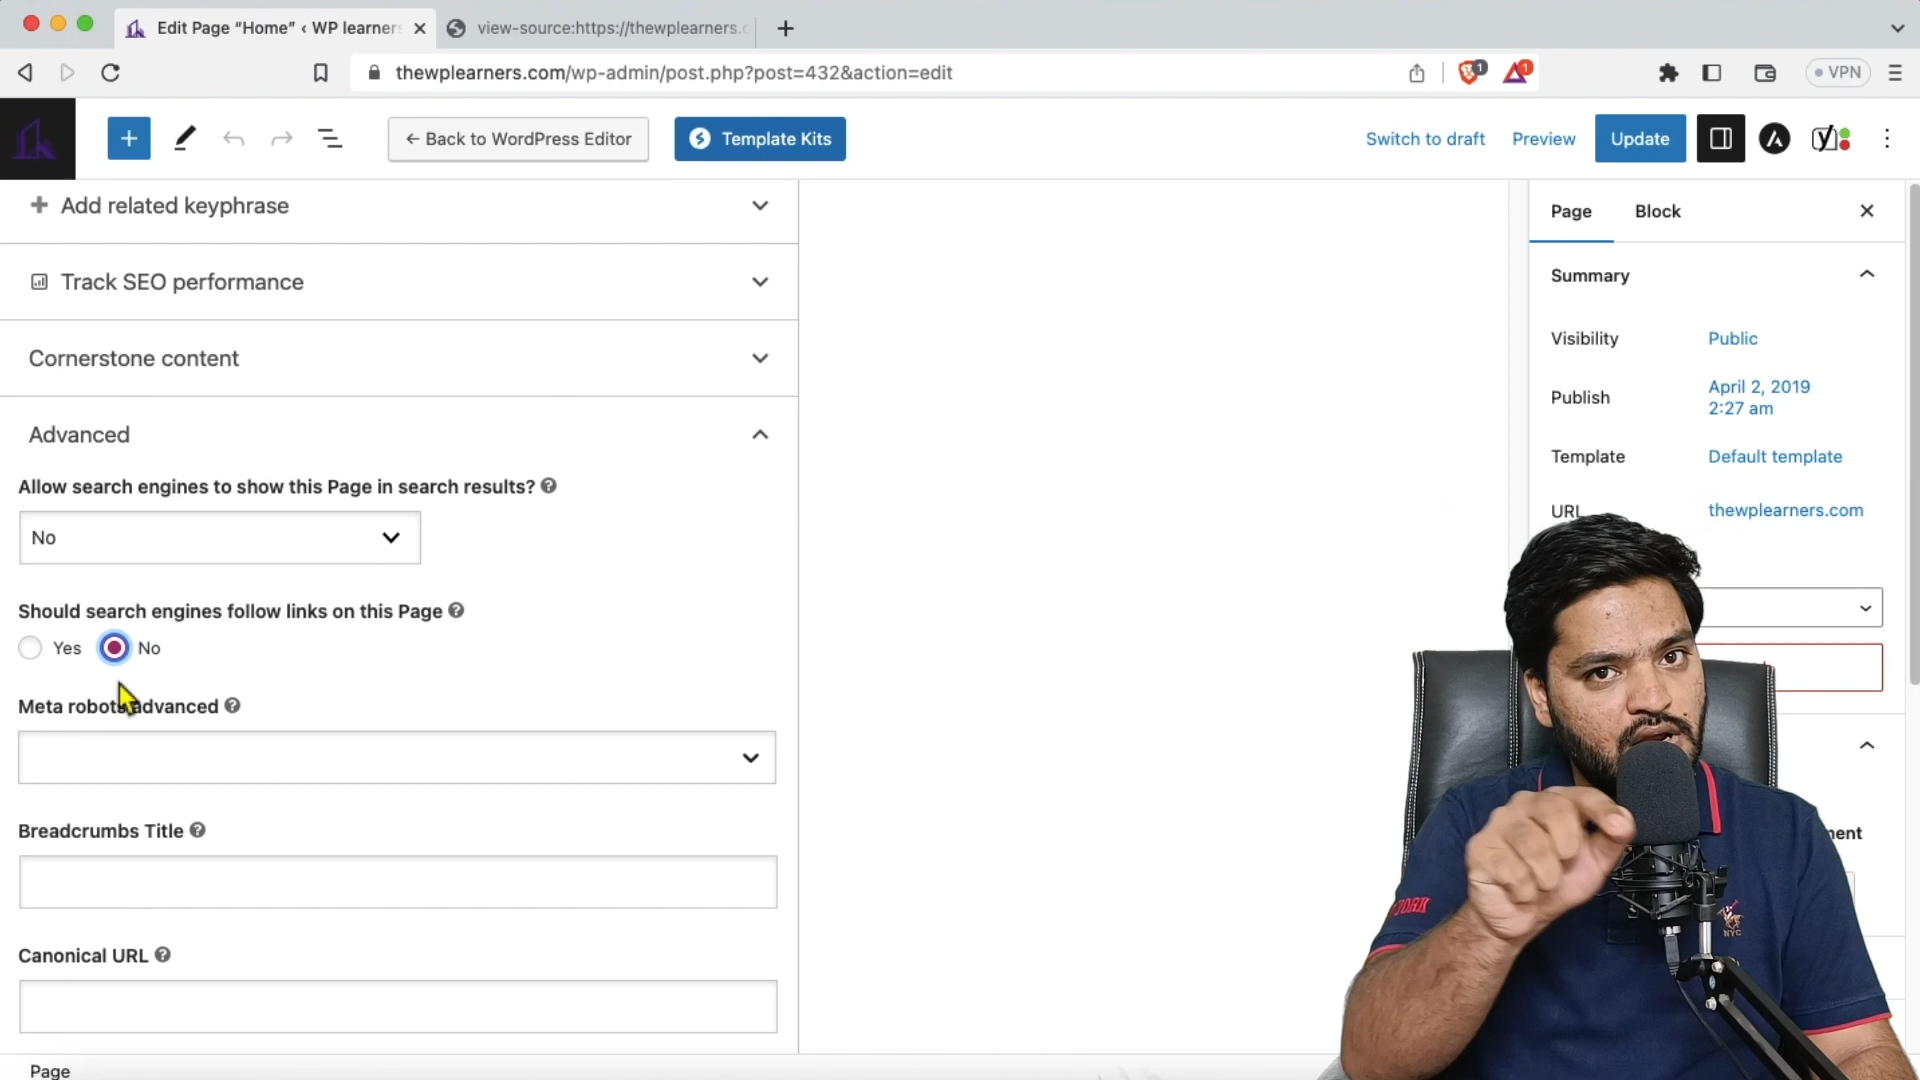 Edit Page “Home” ‹ WP learners
view-source:https://thewplearners.c
thewplearners.com/wp-admin/post.php?post=432&action=edit
1
1
VPN
← Back to WordPress Editor
Template Kits
Switch to draft
Preview
Update
Add related keyphrase
Track SEO performance
Cornerstone content
Advanced
Allow search engines to show this Page in search results?
No
Should search engines follow links on this Page
Yes
No
Meta robots advanced
Breadcrumbs Title
Canonical URL
Page
Page
Block
Summary
Visibility
Public
Publish
April 2, 2019
2:27 am
Template
Default template
URL
thewplearners.com
NYC